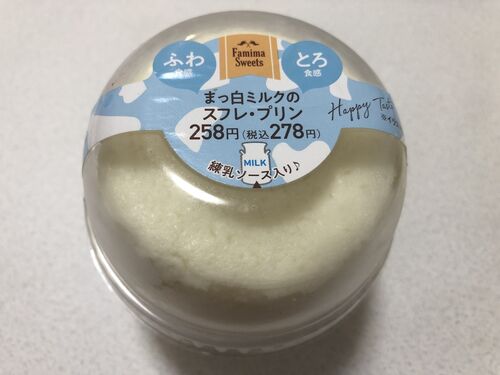 ふわ
食感
Famima
Sweets
とろ
食感
まっ白ミルクの
スフレ・プリン
258円(税込278円)
Happy
MILK
練乳ソース入り♪